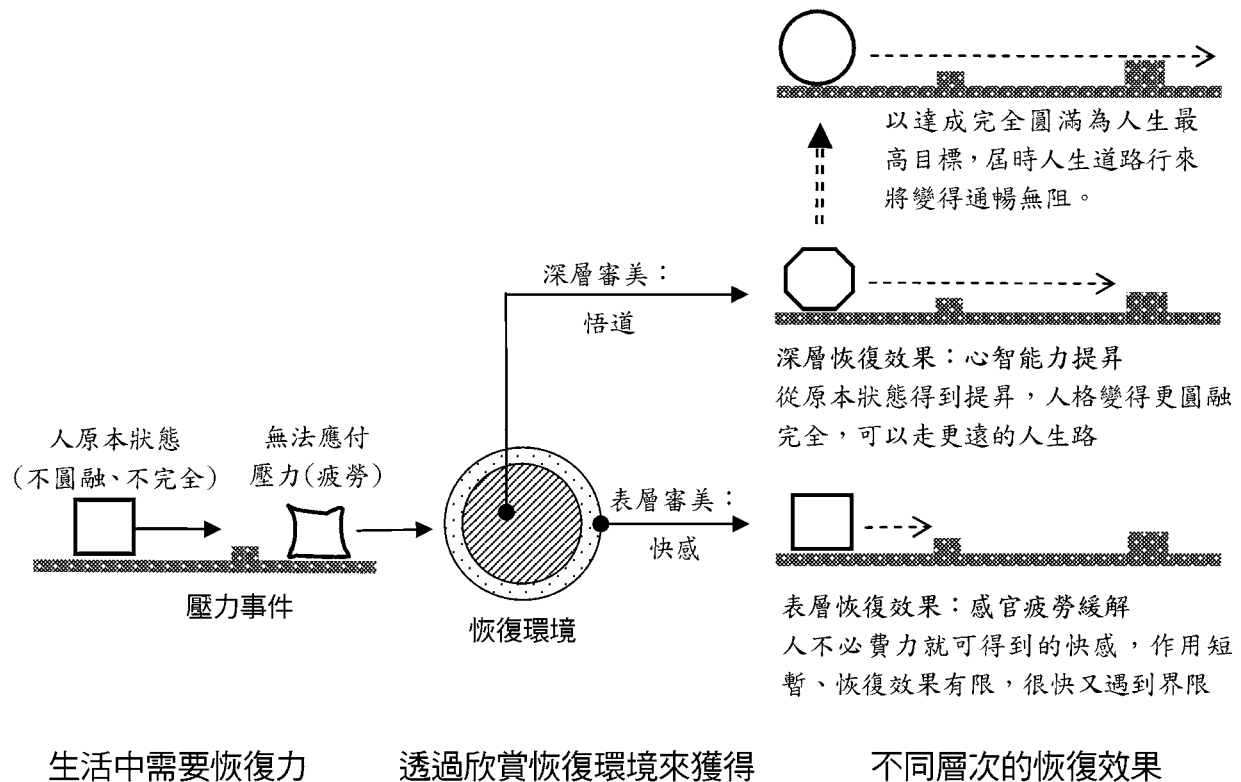 以達成完全圓滿為人生最
高目標，屆時人生道路行來
將變得通暢無阻。
深層審美：
悟道
深層恢復效果：心智能力提昇
從原本狀態得到提昇，人格變得更圓融
完全，可以走更遠的人生路
人原本狀態
(不圓融、不完全)
無法應付
壓力(疲勞)
壓力事件
恢復環境
表層審美：
快感
表層恢復效果：感官疲勞緩解
人不必費力就可得到的快感，作用短
暫、恢復效果有限，很快又遇到界限
生活中需要恢復力
透過欣賞恢復環境來獲得
不同層次的恢復效果